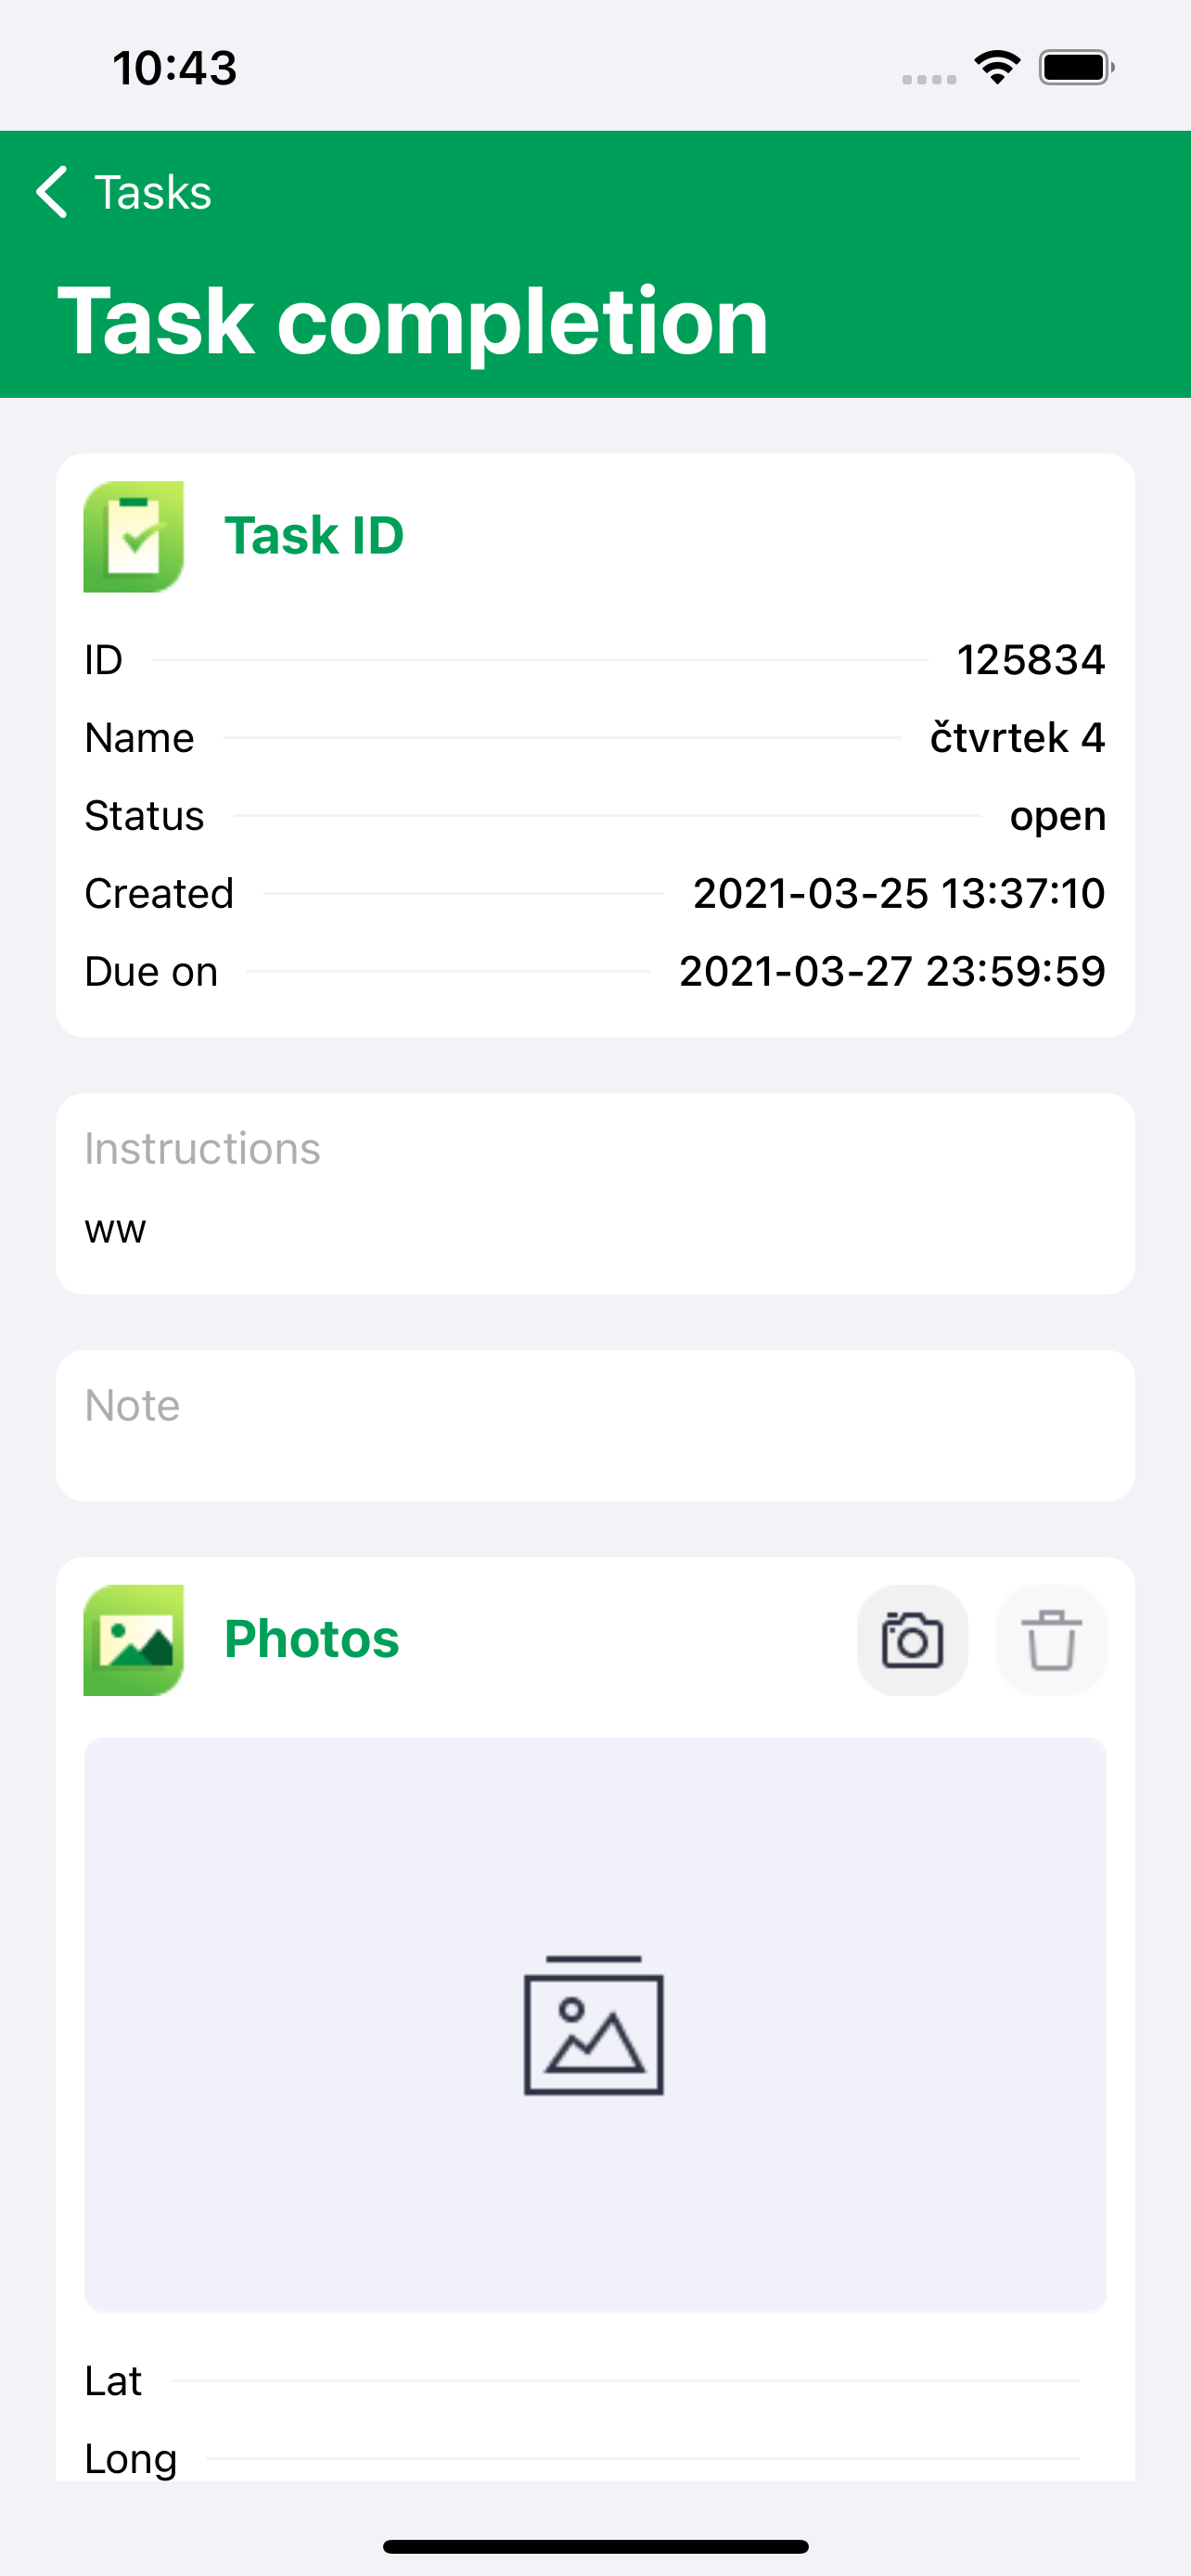 10:43
Tasks
Task completion
Task ID
ID 125834
Name čtvrtek 4
Status open
Created 2021-03-25 13:37:10
Due on 2021-03-27 23:59:59
Instructions
ww
Note
Photos
Lat
Long